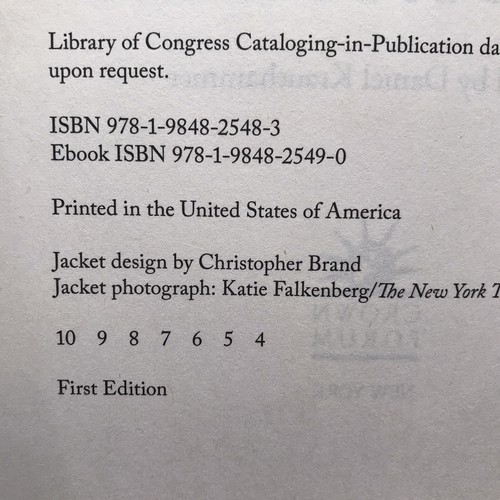 Library of Congress Cataloging-in-Publication da
upon request.
ISBN 978-1-9848-2548-3
Ebook ISBN 978-1-9848-2549-0
Printed in the United States of America
Jacket design by Christopher Brand
Jacket photograph: Katie Falkenberg/The New York T
10 9 8 7 6 5 4
First Edition